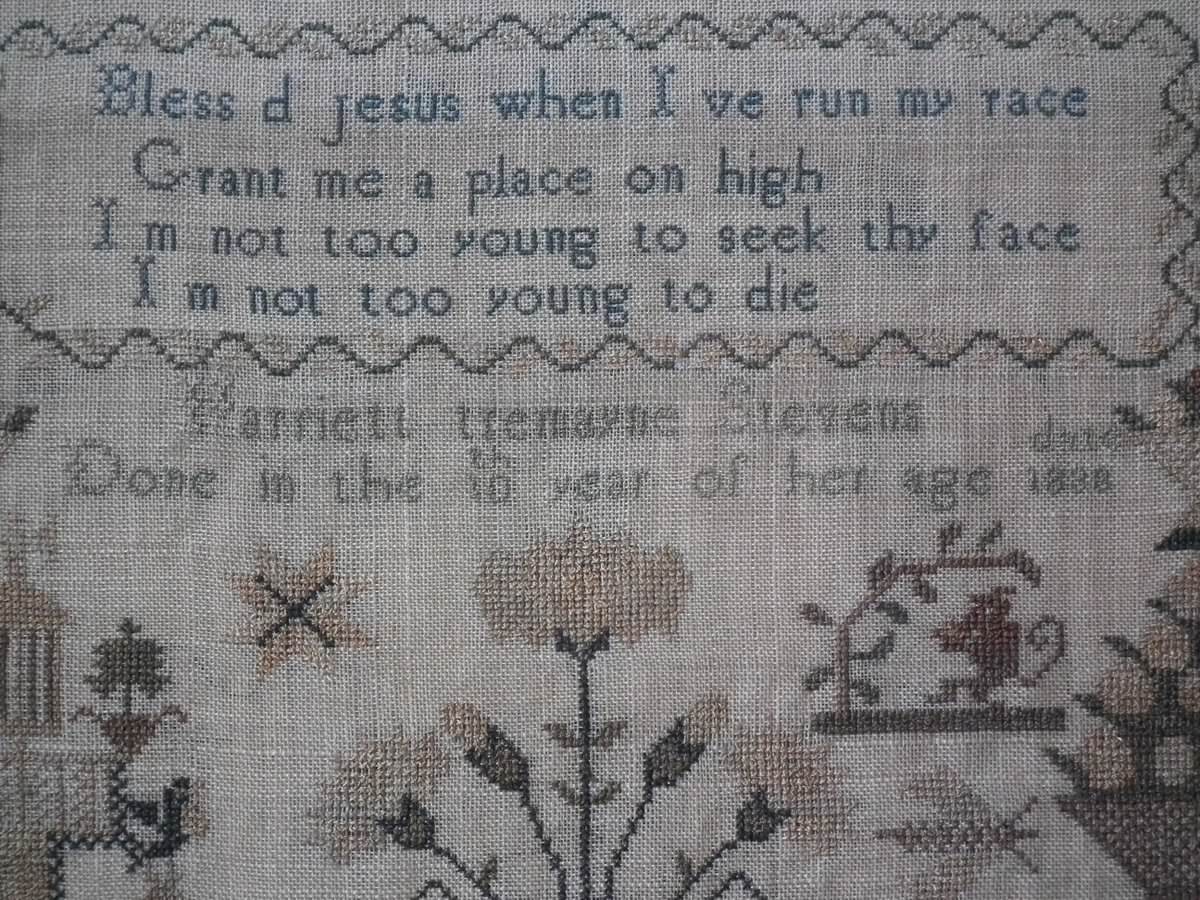 Bless d jesus when I ve run my race
Grant me a place on high
I m not too young to seek thy face
I m not too young to die
Harriett tremayne Stevens
date
Done in the year of her age